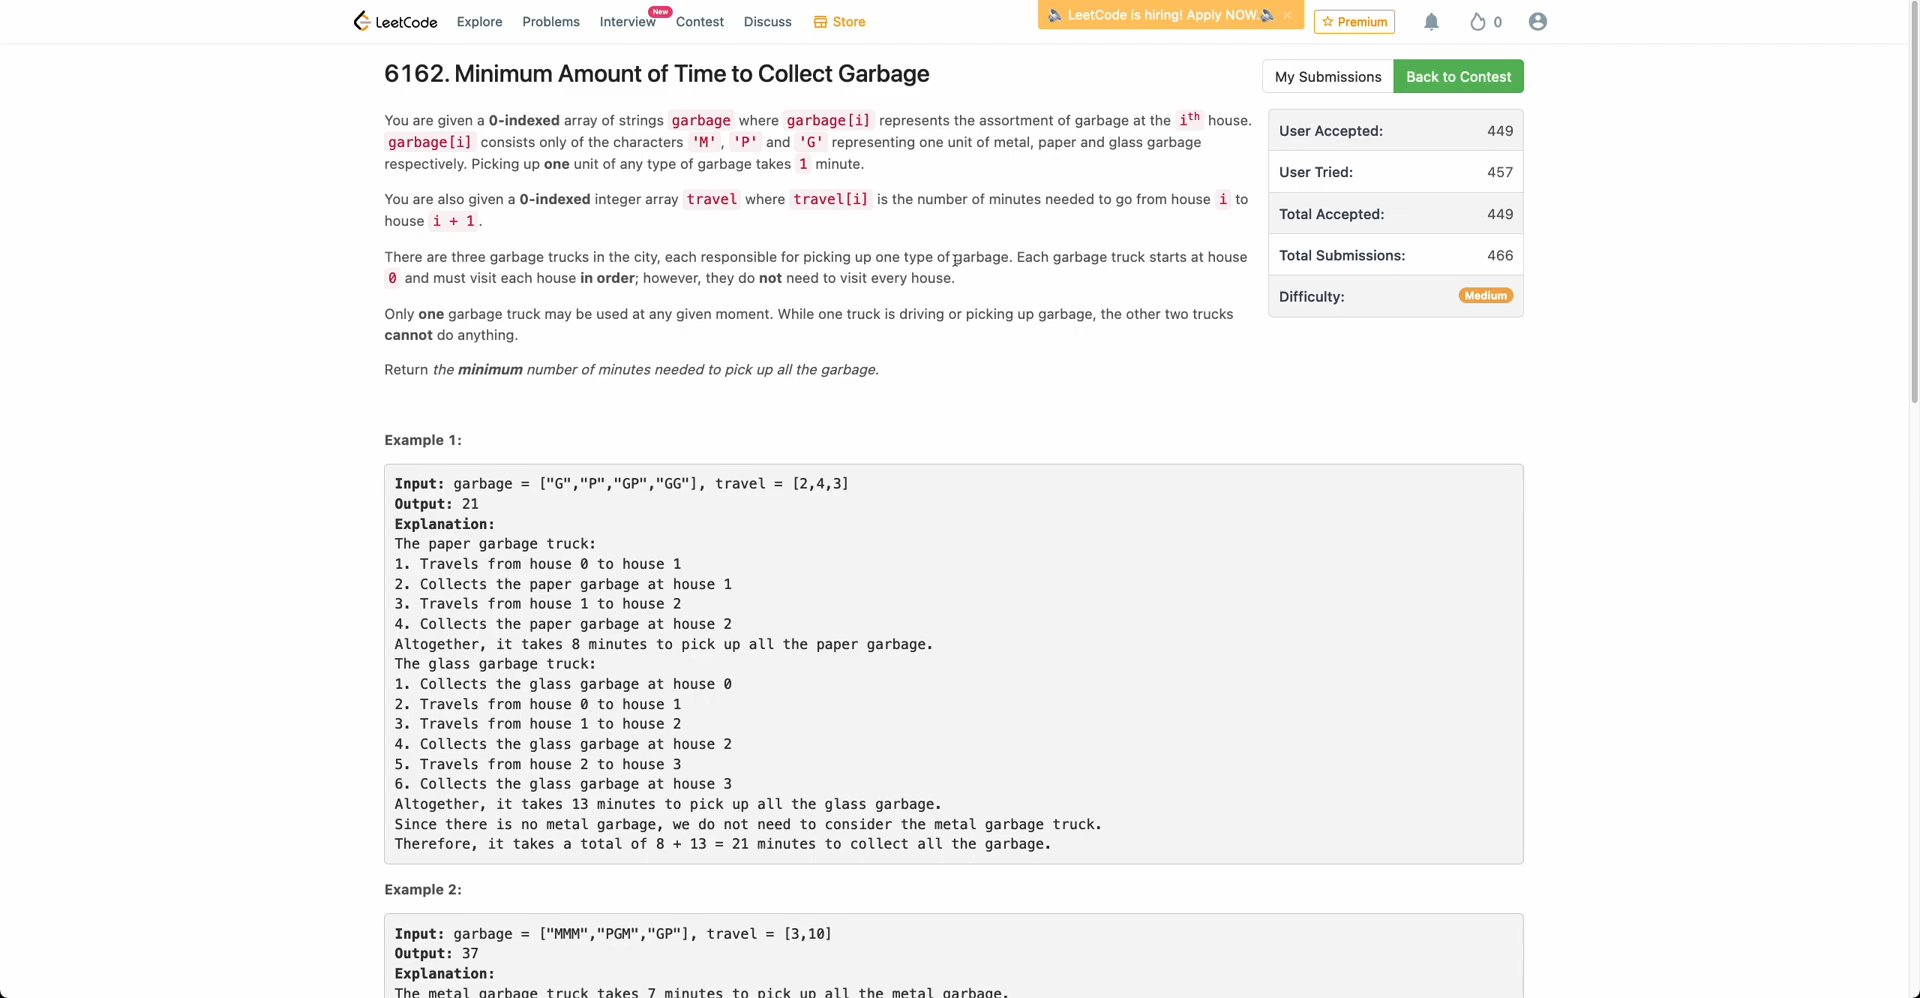 LeetCode Explore Problems Interview New Contest Discuss Store LeetCode is hiring! Apply NOW. × Premium 0
6162. Minimum Amount of Time to Collect Garbage
My Submissions Back to Contest
You are given a 0-indexed array of strings garbage where garbage[i] represents the assortment of garbage at the ith house.
garbage[i] consists only of the characters 'M', 'P' and 'G' representing one unit of metal, paper and glass garbage
respectively. Picking up one unit of any type of garbage takes 1 minute.
You are also given a 0-indexed integer array travel where travel[i] is the number of minutes needed to go from house i to
house i + 1.
There are three garbage trucks in the city, each responsible for picking up one type of garbage. Each garbage truck starts at house
0 and must visit each house in order; however, they do not need to visit every house.
Only one garbage truck may be used at any given moment. While one truck is driving or picking up garbage, the other two trucks
cannot do anything.
Return the minimum number of minutes needed to pick up all the garbage.
User Accepted: 449
User Tried: 457
Total Accepted: 449
Total Submissions: 466
Difficulty: Medium
Example 1:
Input: garbage = ["G","P","GP","GG"], travel = [2,4,3]
Output: 21
Explanation:
The paper garbage truck:
1. Travels from house 0 to house 1
2. Collects the paper garbage at house 1
3. Travels from house 1 to house 2
4. Collects the paper garbage at house 2
Altogether, it takes 8 minutes to pick up all the paper garbage.
The glass garbage truck:
1. Collects the glass garbage at house 0
2. Travels from house 0 to house 1
3. Travels from house 1 to house 2
4. Collects the glass garbage at house 2
5. Travels from house 2 to house 3
6. Collects the glass garbage at house 3
Altogether, it takes 13 minutes to pick up all the glass garbage.
Since there is no metal garbage, we do not need to consider the metal garbage truck.
Therefore, it takes a total of 8 + 13 = 21 minutes to collect all the garbage.
Example 2:
Input: garbage = ["MMM","PGM","GP"], travel = [3,10]
Output: 37
Explanation:
The metal garbage truck takes 7 minutes to pick up all the metal garbage.